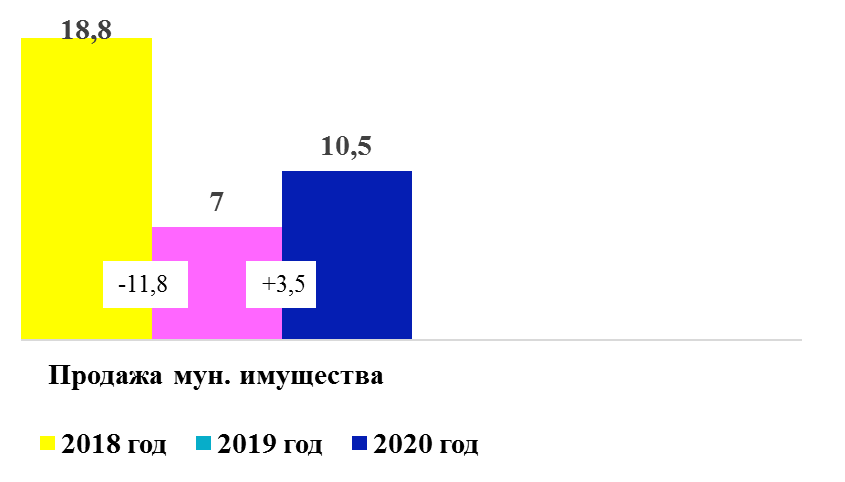 18,8
10,5
7
-11,8
+3,5
Продажа мун. имущества
2018 год
2019 год
2020 год